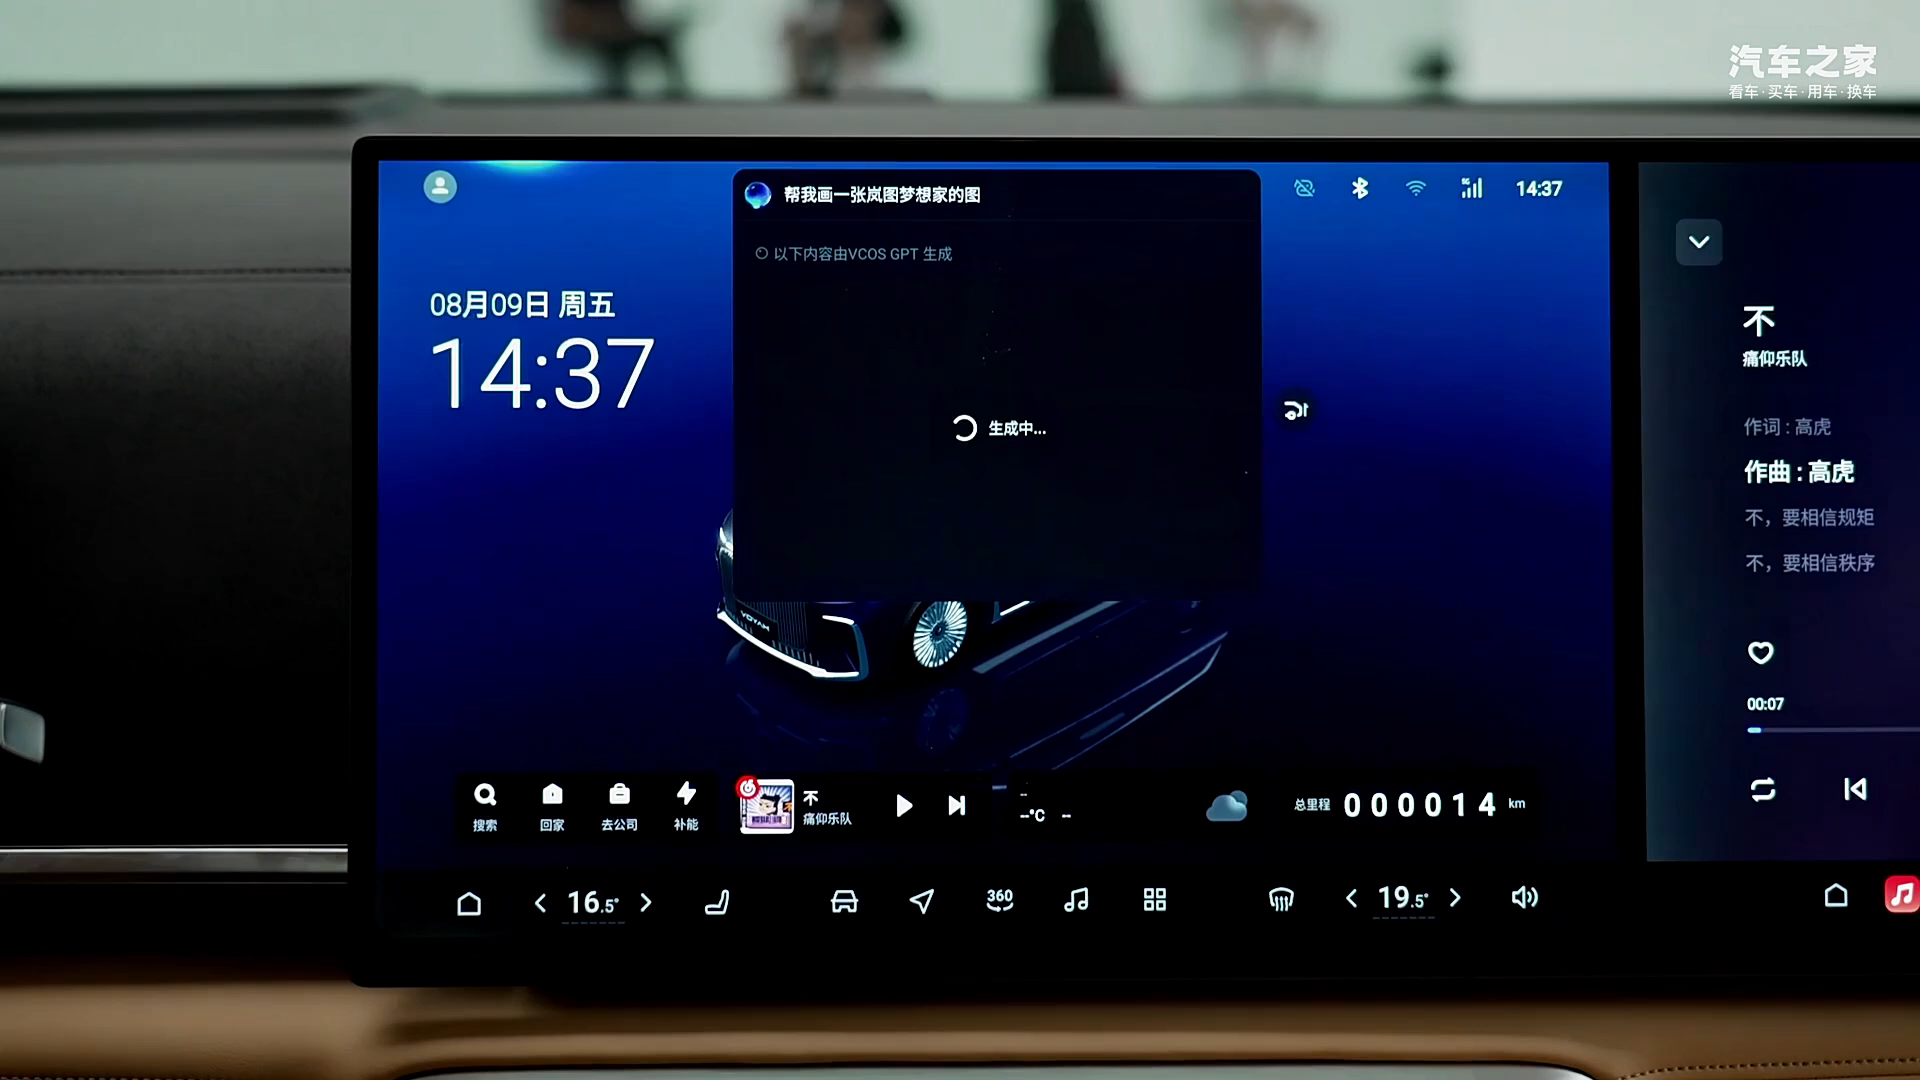 汽车之家
看车·买车·用车·换车
帮我画一张岚图梦想家的图
5G
14:37
以下内容由VCOS GPT 生成
08月09日 周五
14:37
生成中...
VOYAH
不
痛仰乐队
作词 : 高虎
作曲 : 高虎
不，要相信规矩
不，要相信秩序
00:07
搜索
回家
去公司
补能
不
痛仰乐队
--
--°C --
总里程 000014 km
16.5°
360
19.5°